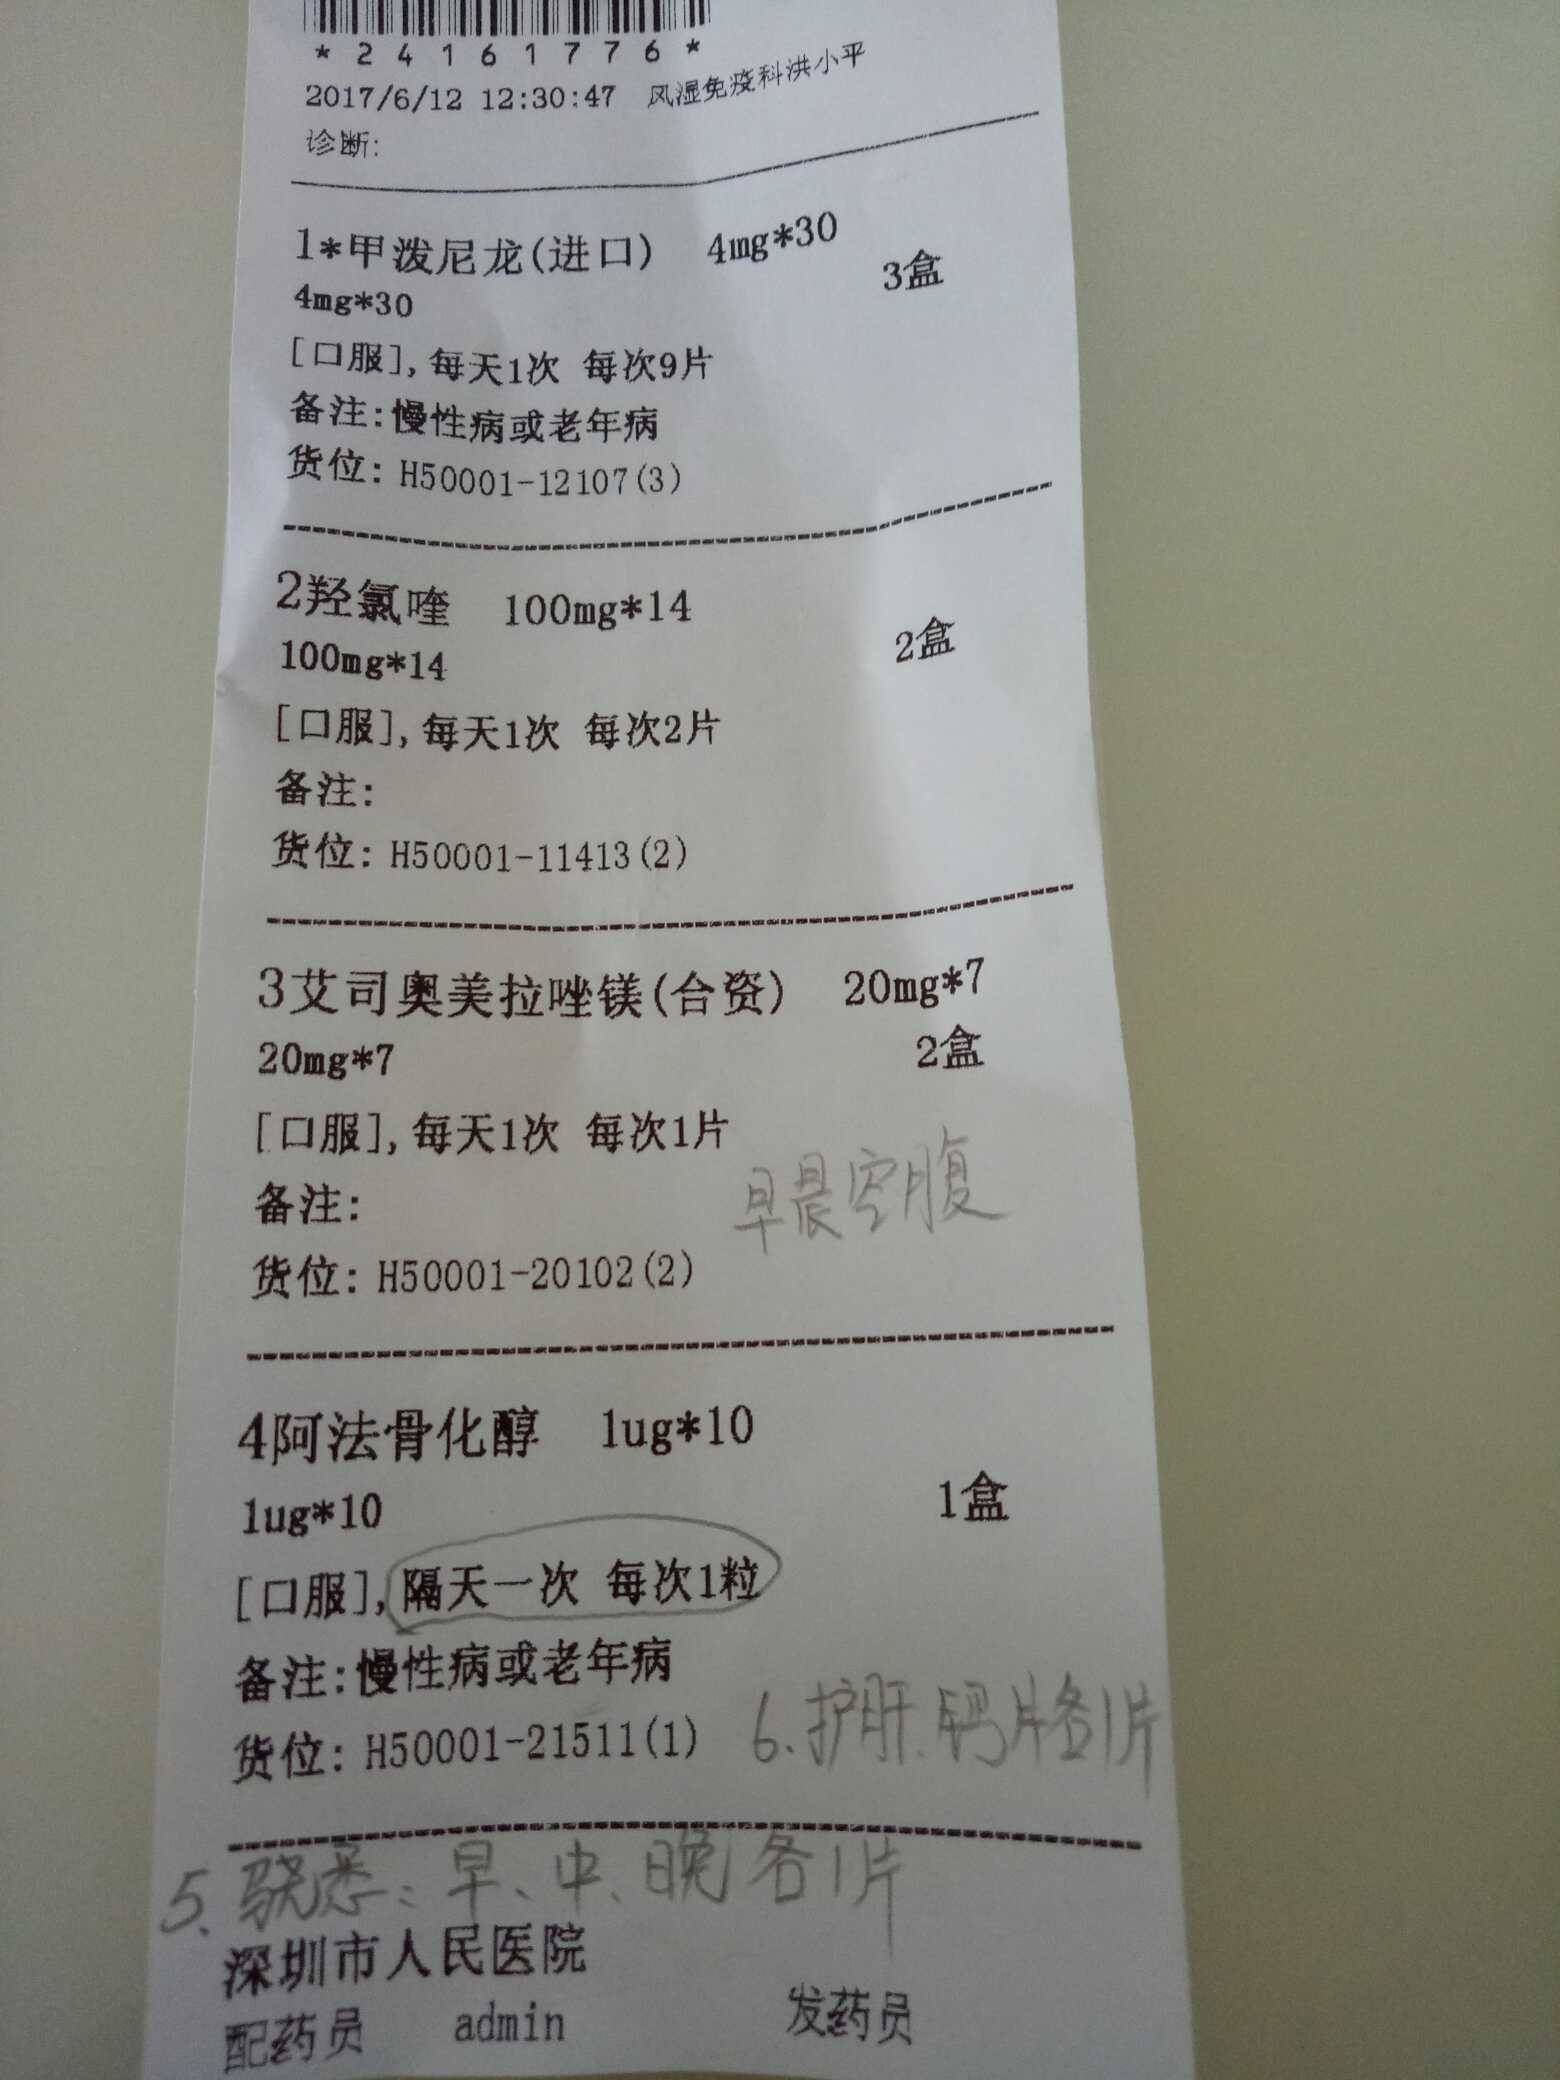 *24161776*
2017/6/12 12:30:47 风湿免疫科洪小平
诊断:
1*甲泼尼龙(进口) 4mg*30
4mg*30 3盒
[口服],每天1次 每次9片
备注:慢性病或老年病
货位: H50001-12107(3)
2羟氯喹 100mg*14
100mg*14 2盒
[口服],每天1次 每次2片
备注:
货位: H50001-11413(2)
3艾司奥美拉唑镁(合资) 20mg*7
20mg*7 2盒
[口服],每天1次 每次1片
早晨空腹
备注:
货位: H50001-20102(2)
4阿法骨化醇 1ug*10
1ug*10 1盒
[口服],隔天一次 每次1粒
备注:慢性病或老年病
货位: H50001-21511(1)
6、护肝、钙片各1片
5、骁悉:早、中、晚各1片
深圳市人民医院
配药员 admin 发药员